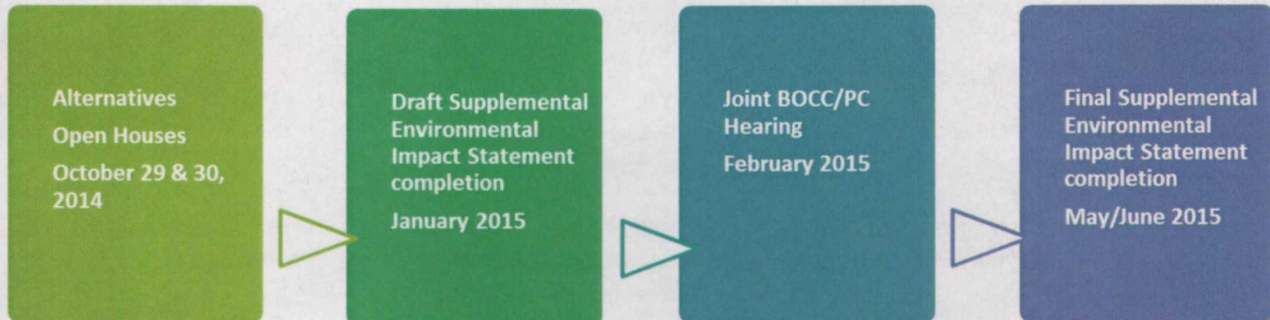 Alternatives
Open Houses
October 29 & 30,
2014
Draft Supplemental
Environmental
Impact Statement
completion
January 2015
Joint BOCC/PC
Hearing
February 2015
Final Supplemental
Environmental
Impact Statement
completion
May/June 2015